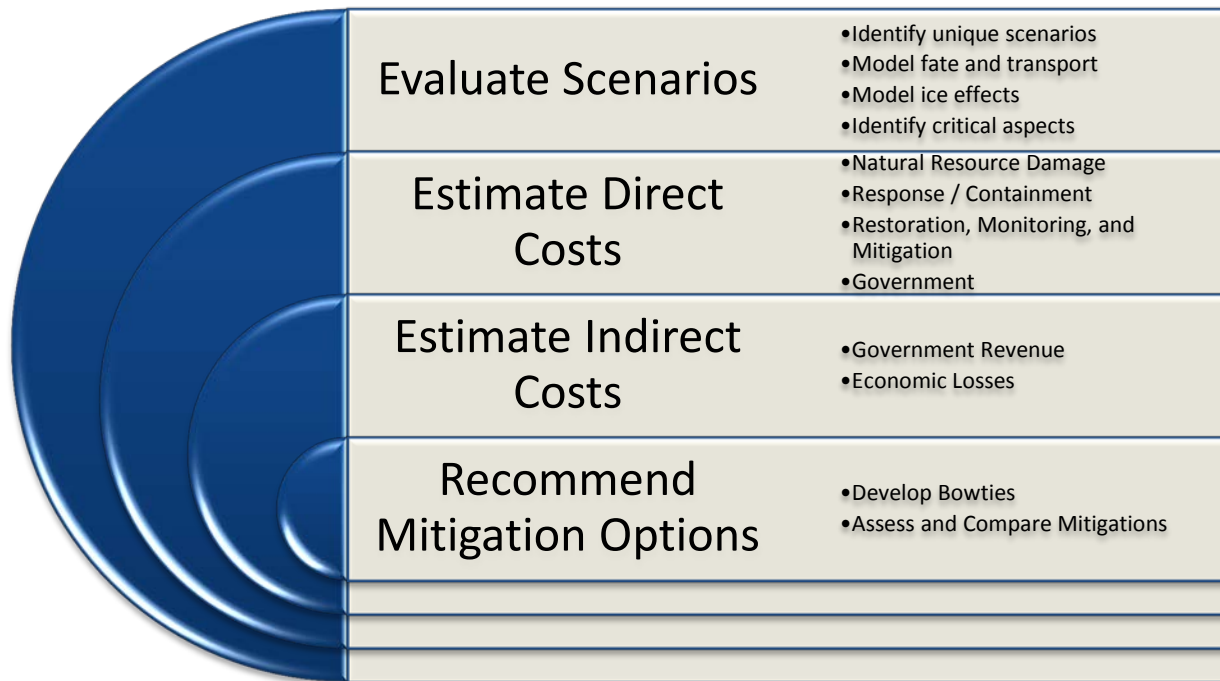 Evaluate Scenarios
•Identify unique scenarios
•Model fate and transport
•Model ice effects
•Identify critical aspects
Estimate Direct
Costs
•Natural Resource Damage
•Response / Containment
•Restoration, Monitoring, and
Mitigation
•Government
Estimate Indirect
Costs
•Government Revenue
•Economic Losses
Recommend
Mitigation Options
•Develop Bowties
•Assess and Compare Mitigations